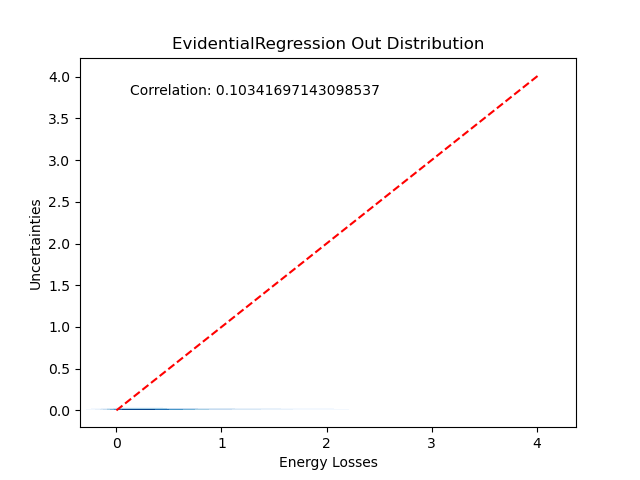 EvidentialRegression Out Distribution
Correlation: 0.10341697143098537
Uncertainties
4.0
3.5
3.0
2.5
2.0
1.5
1.0
0.5
0.0
0 1 2 3 4
Energy Losses